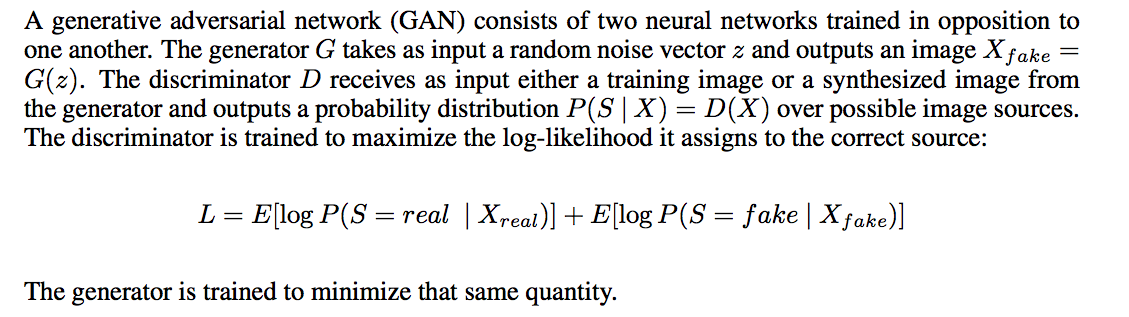 A generative adversarial network (GAN) consists of two neural networks trained in opposition to
one another. The generator G takes as input a random noise vector z and outputs an image X_{fake} =
G(z). The discriminator D receives as input either a training image or a synthesized image from
the generator and outputs a probability distribution P(S | X) = D(X) over possible image sources.
The discriminator is trained to maximize the log-likelihood it assigns to the correct source:
L = E[log P(S = real | X_{real})] + E[log P(S = fake | X_{fake})]
The generator is trained to minimize that same quantity.